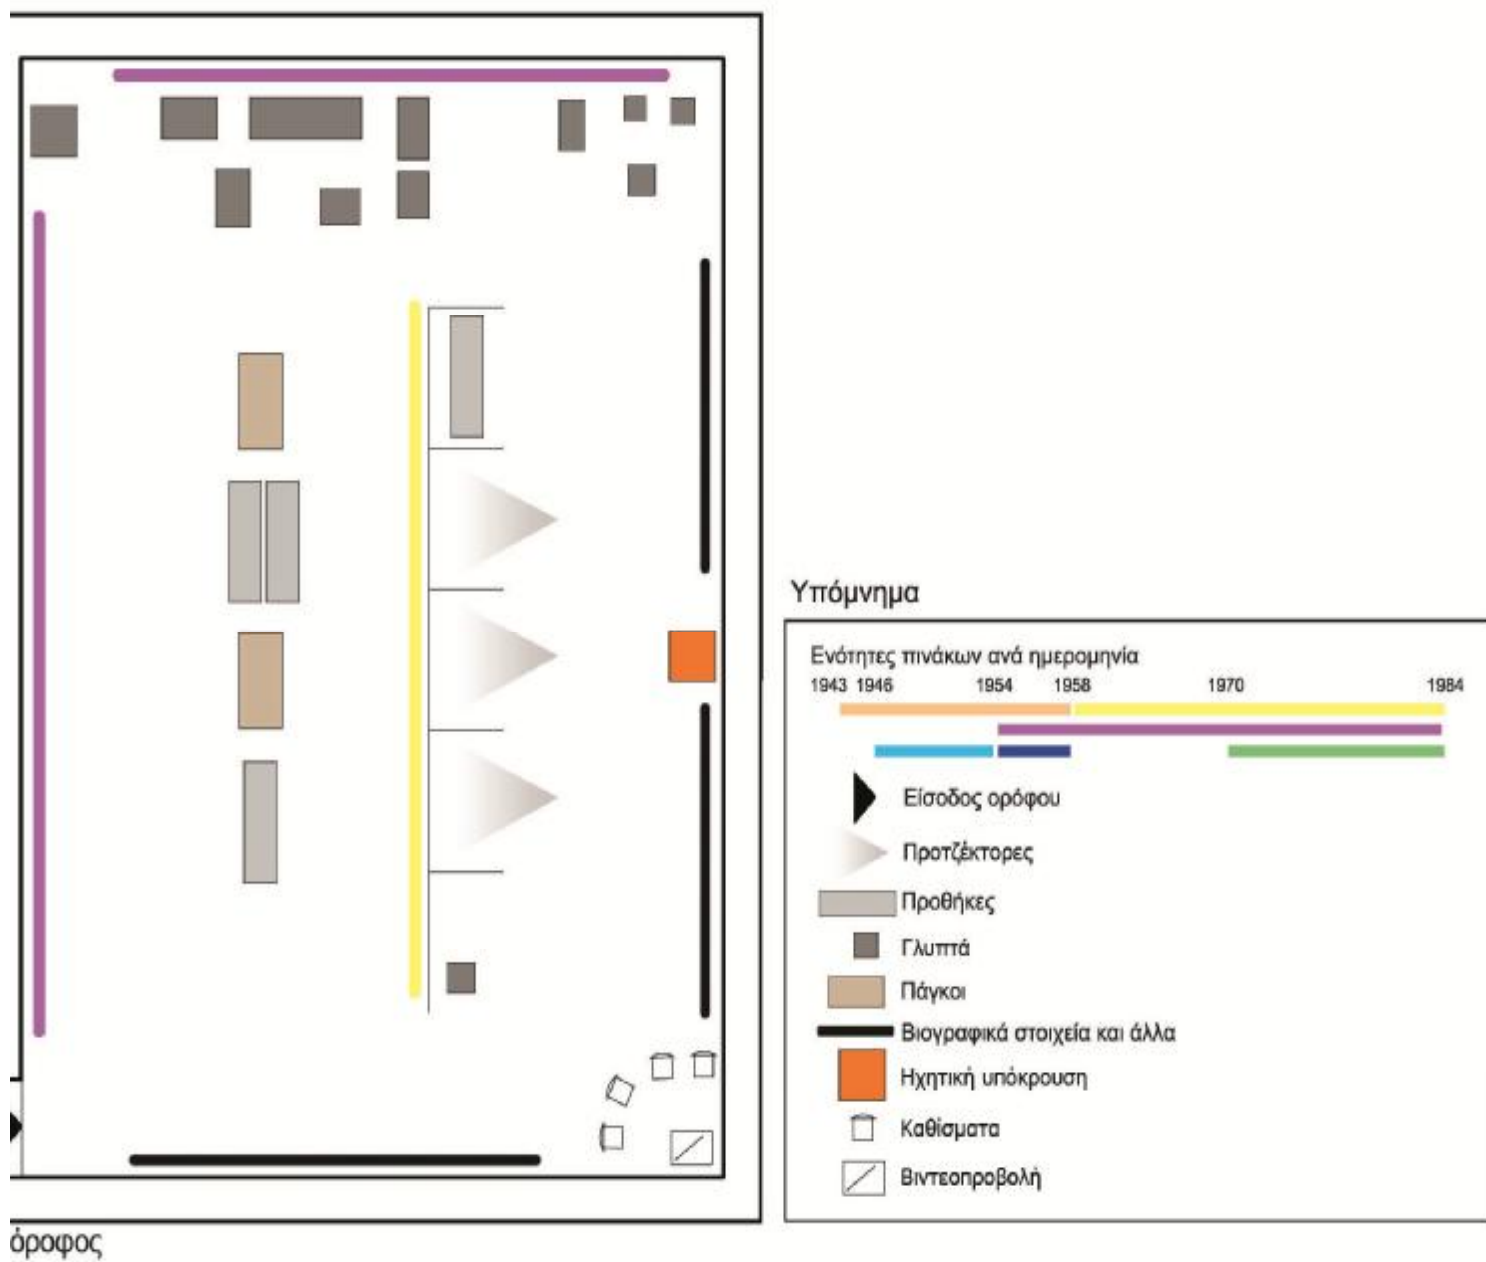 Υπόμνημα
Ενότητες πινάκων ανά ημερομηνία
1943 1946 1954 1958 1970 1984
Είσοδος ορόφου
Προτζέκτορες
Προθήκες
Γλυπτά
Πάγκοι
Βιογραφικά στοιχεία και άλλα
Ηχητική υπόκρουση
Καθίσματα
Βιντεοπροβολή
όροφος